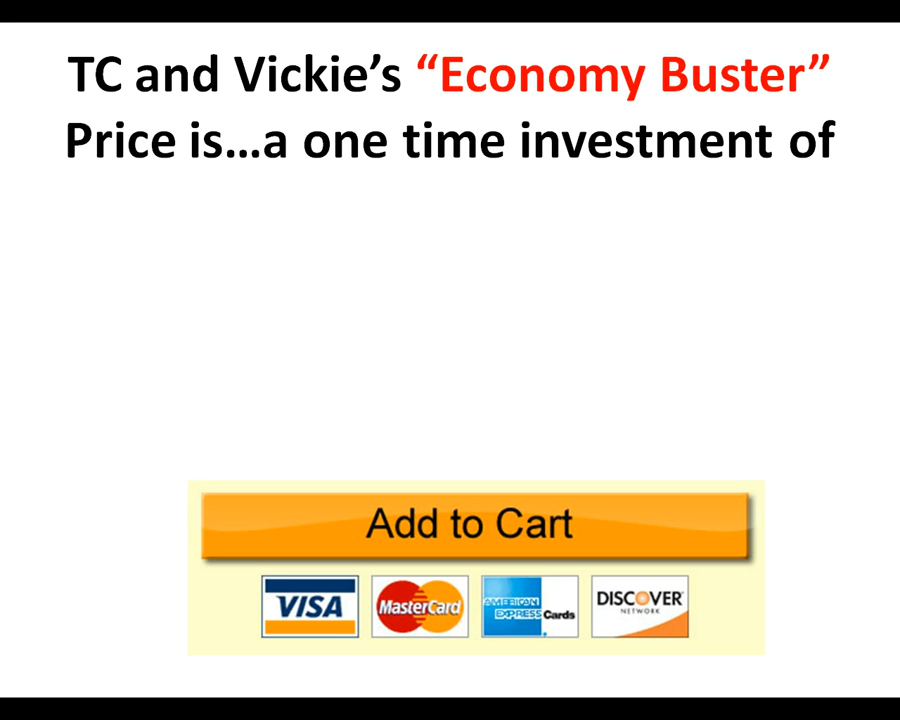 TC and Vickie’s “Economy Buster”
Price is…a one time investment of
Add to Cart
VISA
MasterCard
AMERICAN EXPRESS Cards
DISCOVER NETWORK